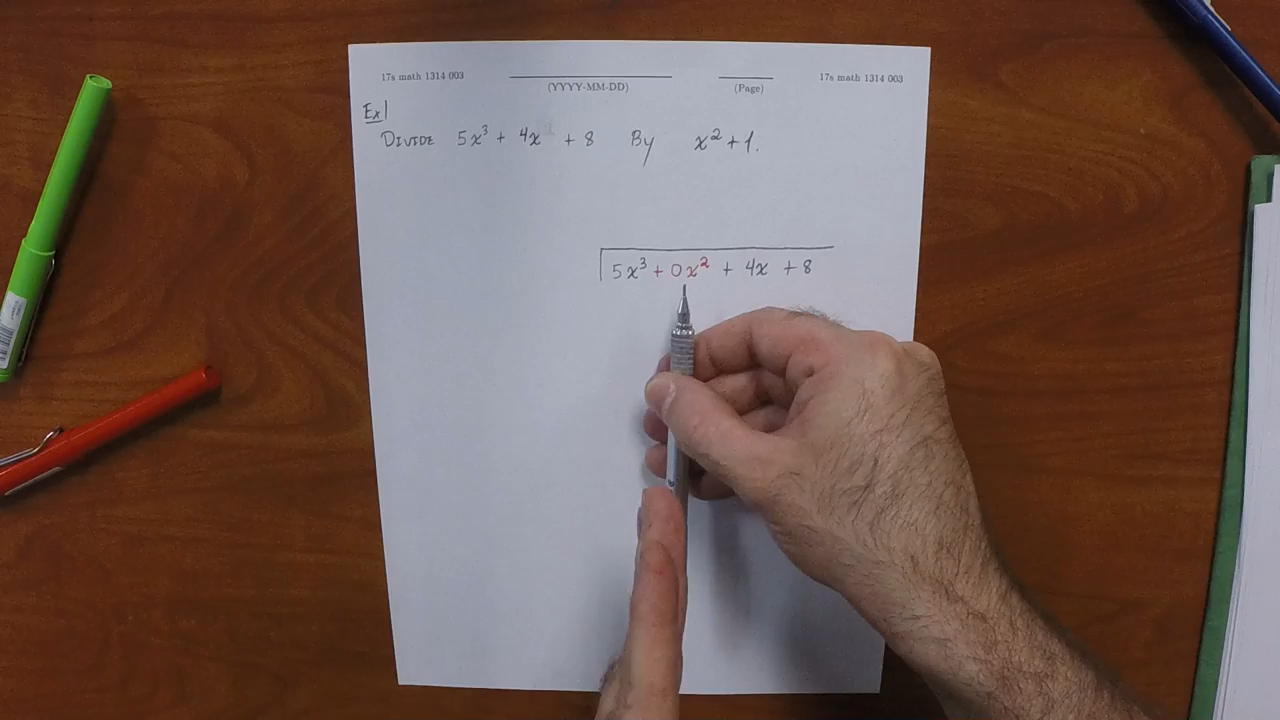 17s math 1314 003 (YYYY-MM-DD) (Page) 17s math 1314 003
Ex1
DIVIDE 5x³ + 4x + 8 By x² + 1.
5x³ + 0x² + 4x + 8